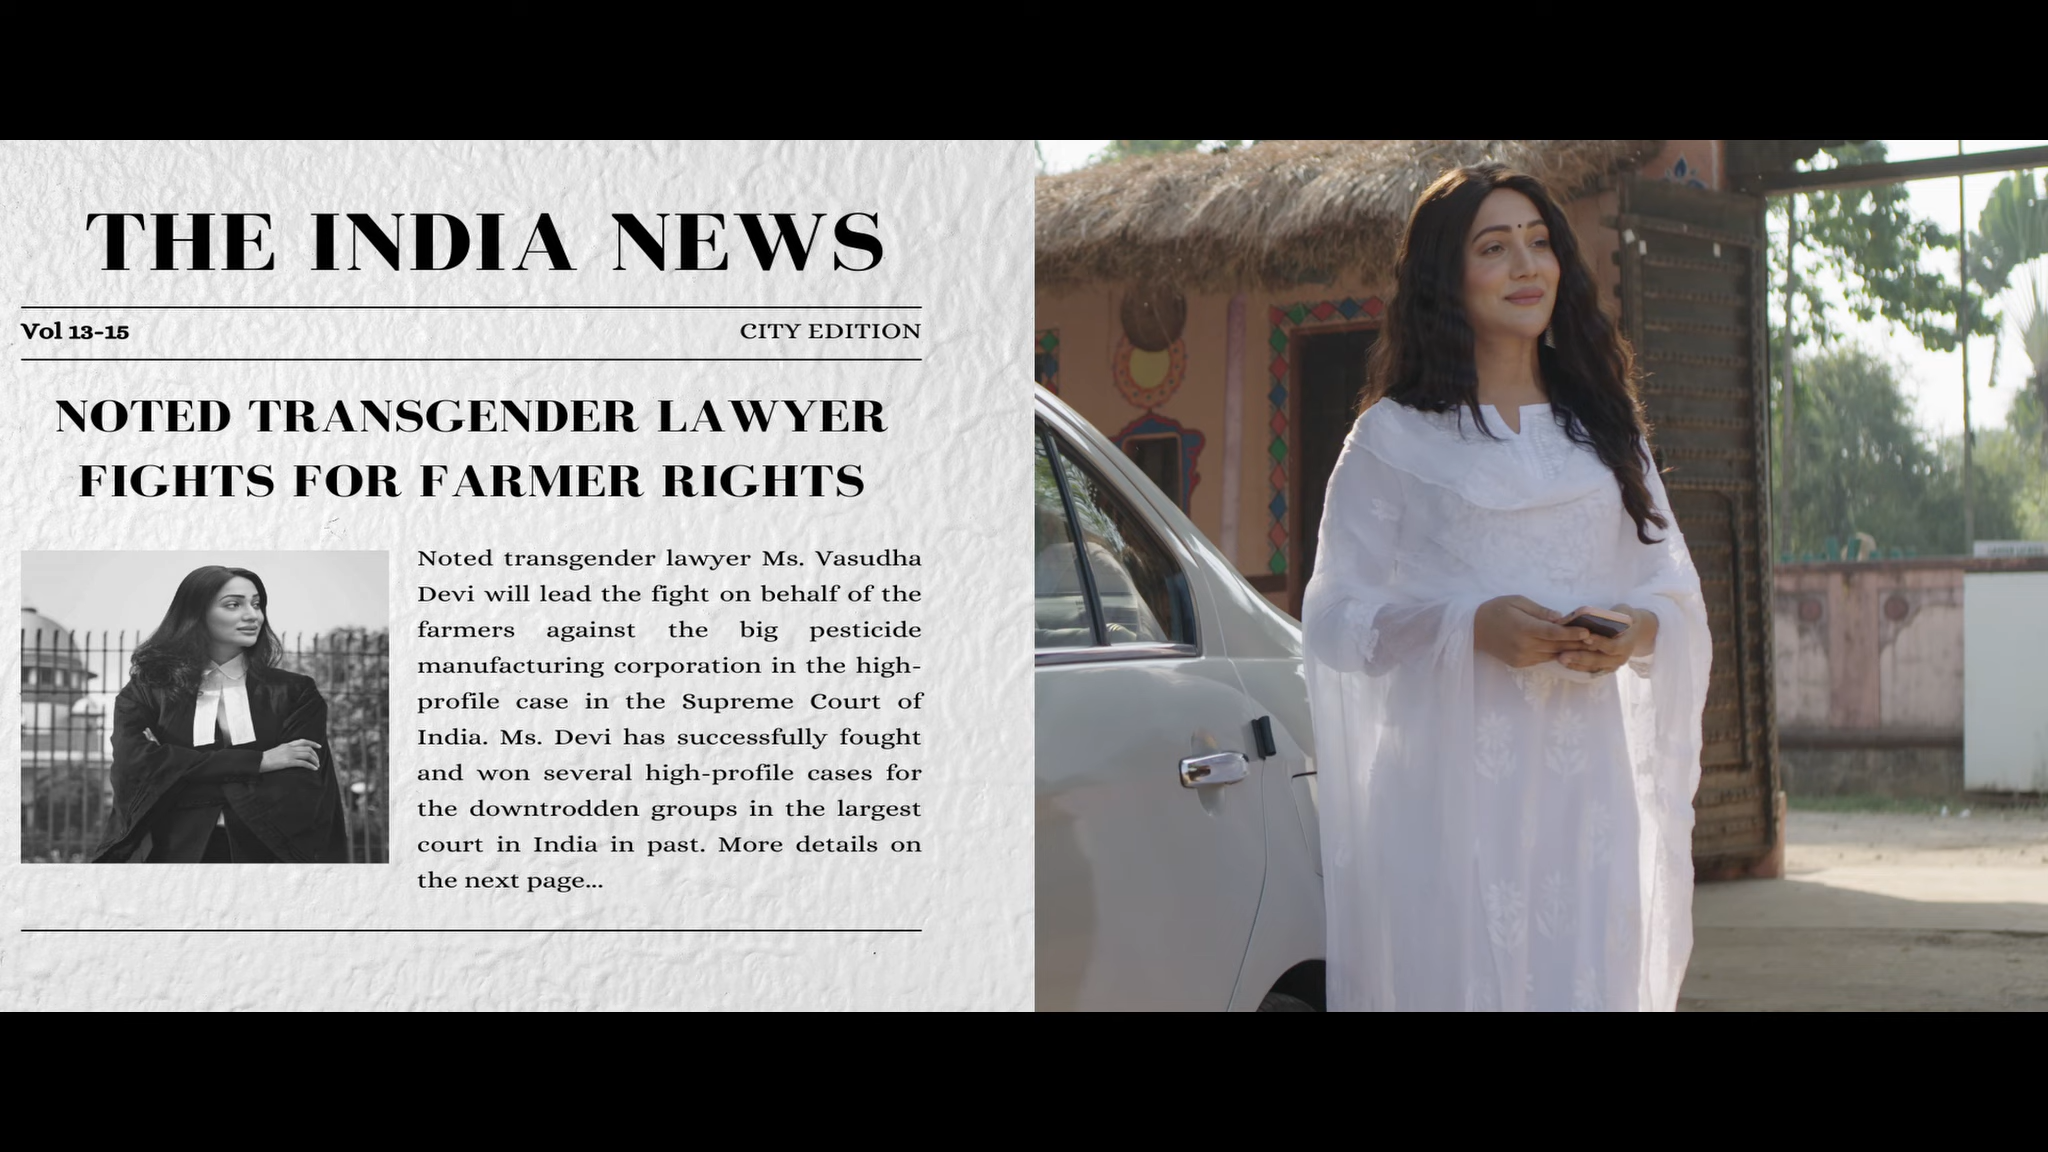 THE INDIA NEWS
Vol 13-15
CITY EDITION
NOTED TRANSGENDER LAWYER
FIGHTS FOR FARMER RIGHTS
Noted transgender lawyer Ms. Vasudha
Devi will lead the fight on behalf of the
farmers against the big pesticide
manufacturing corporation in the high-
profile case in the Supreme Court of
India. Ms. Devi has successfully fought
and won several high-profile cases for
the downtrodden groups in the largest
court in India in past. More details on
the next page...